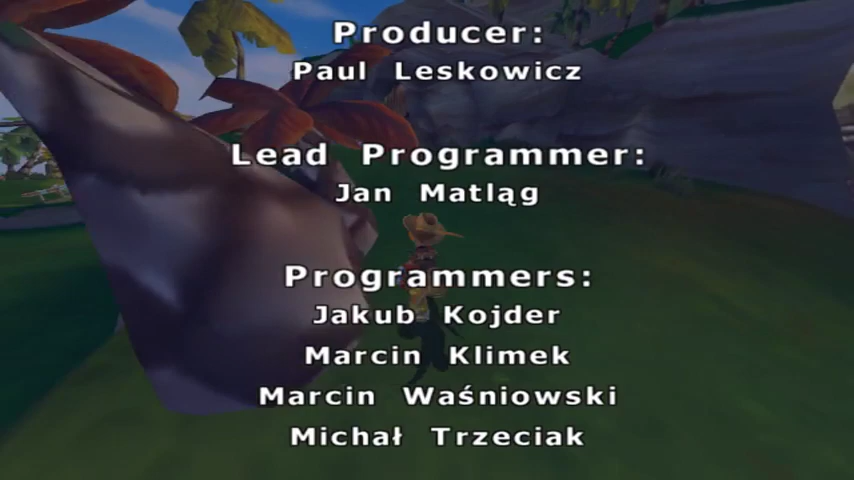 Producer:
Paul Leskowicz
Lead Programmer:
Jan Matląg
Programmers:
Jakub Kojder
Marcin Klimek
Marcin Waśniowski
Michał Trzeciak